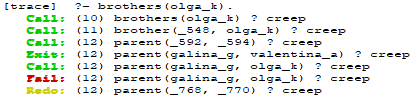 [trace]  ?- brothers(olga_k).
Call: (10) brothers(olga_k) ? creep
Call: (11) brother(_548, olga_k) ? creep
Call: (12) parent(_592, _594) ? creep
Exit: (12) parent(galina_g, valentina_a) ? creep
Call: (12) parent(galina_g, olga_k) ? creep
Fail: (12) parent(galina_g, olga_k) ? creep
Redo: (12) parent(_768, _770) ? creep